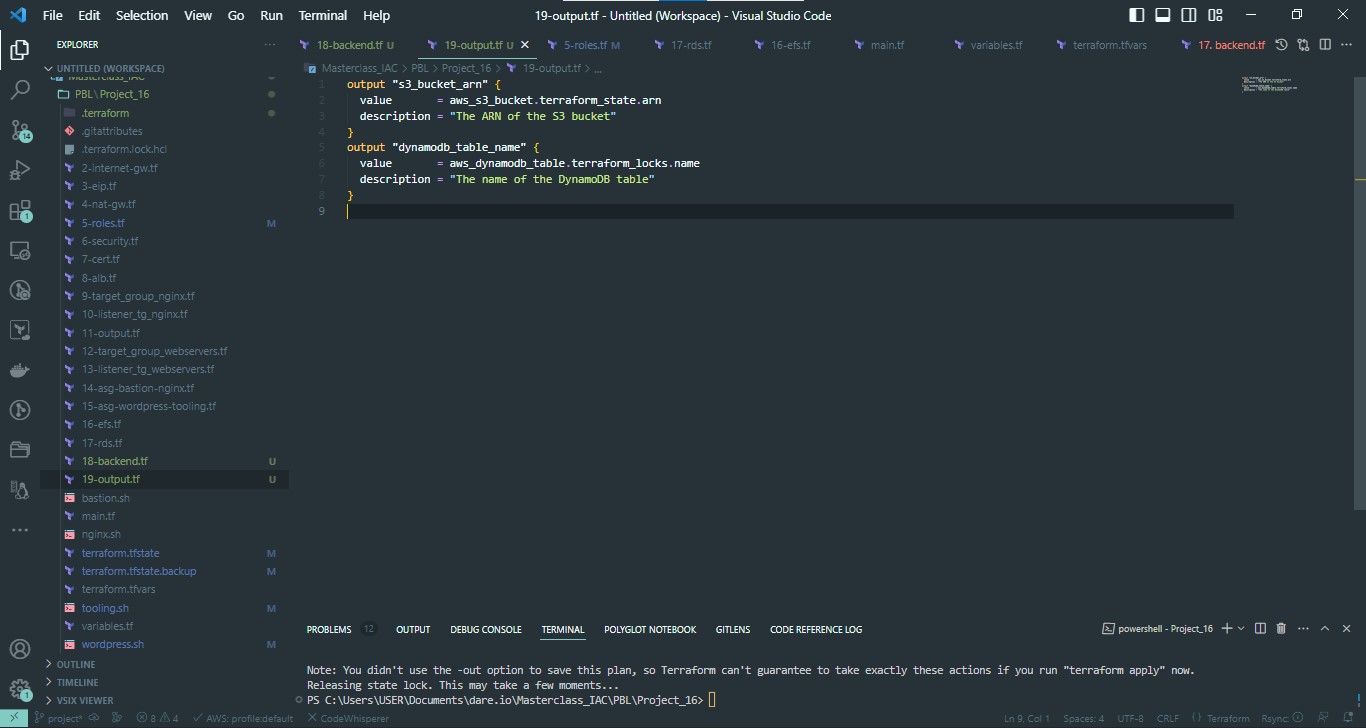 File Edit Selection View Go Run Terminal Help 19-output.tf - Untitled (Workspace) - Visual Studio Code
EXPLORER
18-backend.tf U 19-output.tf U 5-roles.tf M 17-rds.tf 16-efs.tf main.tf variables.tf terraform.tfvars 17. backend.tf
UNTITLED (WORKSPACE)
Masterclass_IAC > PBL > Project_16 > 19-output.tf > ...
Masterclass_IAC
PBL\Project_16
.terraform
.gitattributes
.terraform.lock.hcl
2-internet-gw.tf
3-eip.tf
4-nat-gw.tf
5-roles.tf M
6-security.tf
7-cert.tf
8-alb.tf
9-target_group_nginx.tf
10-listener_tg_nginx.tf
11-output.tf
12-target_group_webservers.tf
13-listener_tg_webservers.tf
14-asg-bastion-nginx.tf
15-asg-wordpress-tooling.tf
16-efs.tf
17-rds.tf
18-backend.tf U
19-output.tf U
bastion.sh
main.tf
nginx.sh
terraform.tfstate M
terraform.tfstate.backup M
terraform.tfvars
tooling.sh M
variables.tf
wordpress.sh M
OUTLINE
TIMELINE
VSIX VIEWER
14
1
1
1 output "s3_bucket_arn" {
2 value = aws_s3_bucket.terraform_state.arn
3 description = "The ARN of the S3 bucket"
4 }
5 output "dynamodb_table_name" {
6 value = aws_dynamodb_table.terraform_locks.name
7 description = "The name of the DynamoDB table"
8 }
9
PROBLEMS 12 OUTPUT DEBUG CONSOLE TERMINAL POLYGLOT NOTEBOOK GITLENS CODE REFERENCE LOG powershell - Project_16
Note: You didn't use the -out option to save this plan, so Terraform can't guarantee to take exactly these actions if you run "terraform apply" now.
Releasing state lock. This may take a few moments...
PS C:\Users\USER\Documents\dare.io\Masterclass_IAC\PBL\Project_16>
project* 8 4 AWS: profile:default CodeWhisperer Ln 9, Col 1 Spaces: 4 UTF-8 CRLF Terraform Rsync: